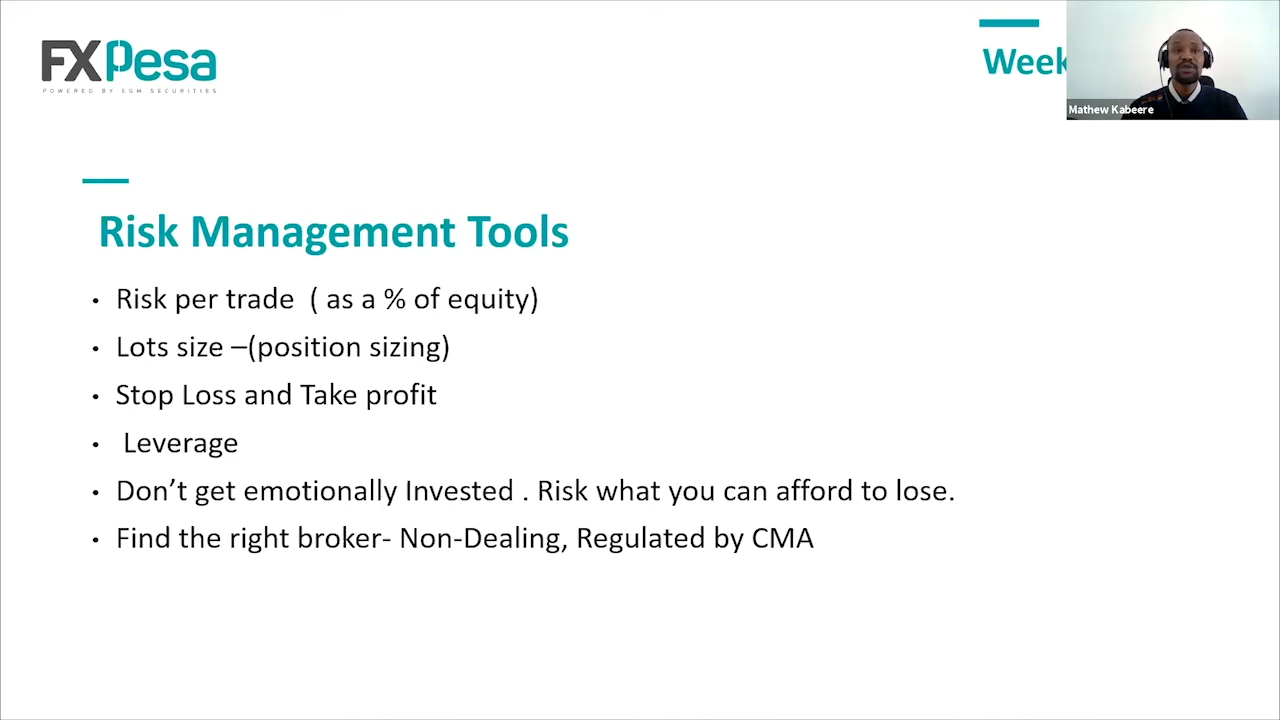 FXPesa
POWERED BY EGM SECURITIES
Week
Mathew Kabeere
Risk Management Tools
• Risk per trade  ( as a % of equity)
• Lots size –(position sizing)
• Stop Loss and Take profit
• Leverage
• Don’t get emotionally Invested . Risk what you can afford to lose.
• Find the right broker- Non-Dealing, Regulated by CMA